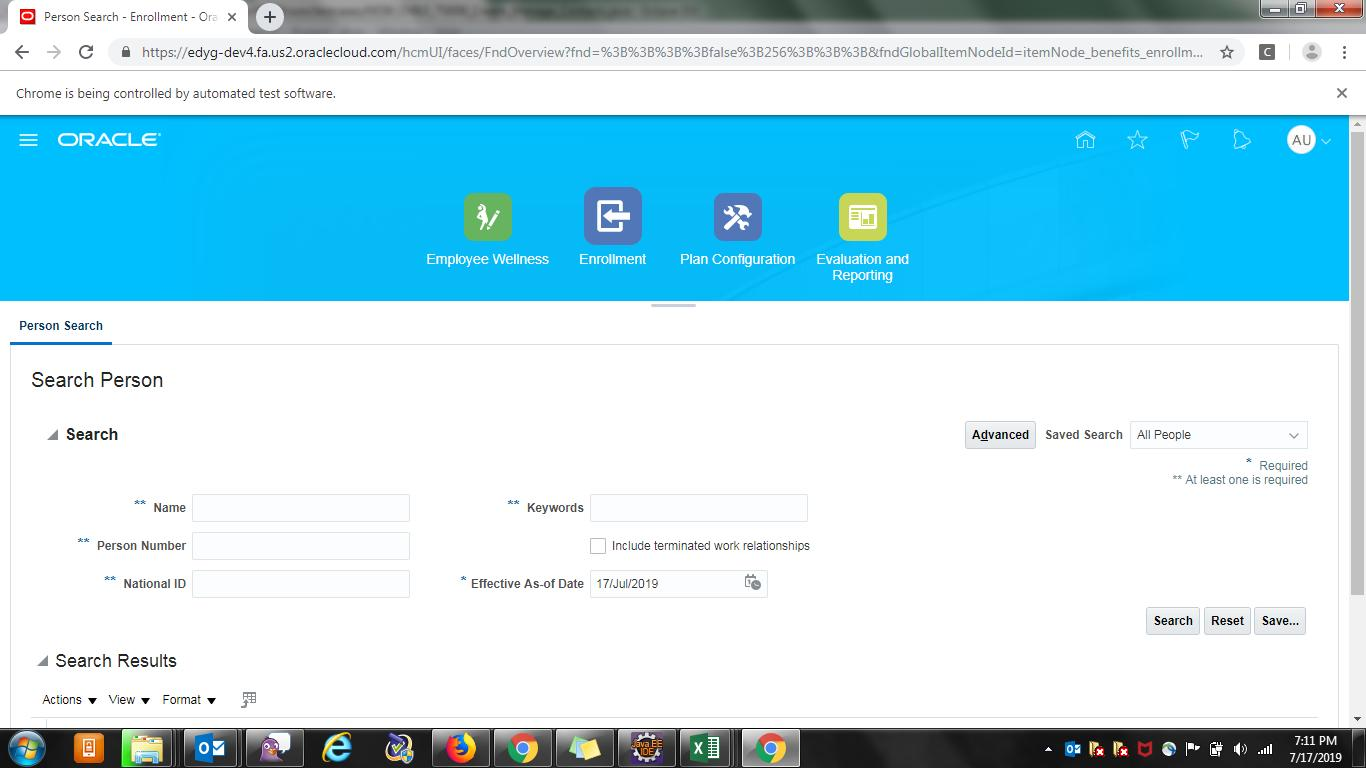 Person Search - Enrollment - Ora
https://edyg-dev4.fa.us2.oraclecloud.com/hcmUI/faces/FndOverview?fnd=%3B%3B%3B%3Bfalse%3B256%3B%3B%3B&fndGlobalItemNodeId=itemNode_benefits_enrollm...
C
Chrome is being controlled by automated test software.
ORACLE
AU
Employee Wellness
Enrollment
Plan Configuration
Evaluation and
Reporting
Person Search
Search Person
Search
Advanced
Saved Search
All People
* Required
** At least one is required
** Name
** Keywords
** Person Number
Include terminated work relationships
** National ID
* Effective As-of Date
17/Jul/2019
Search
Reset
Save...
Search Results
Actions
View
Format
Java EE
IDE
7:11 PM
7/17/2019